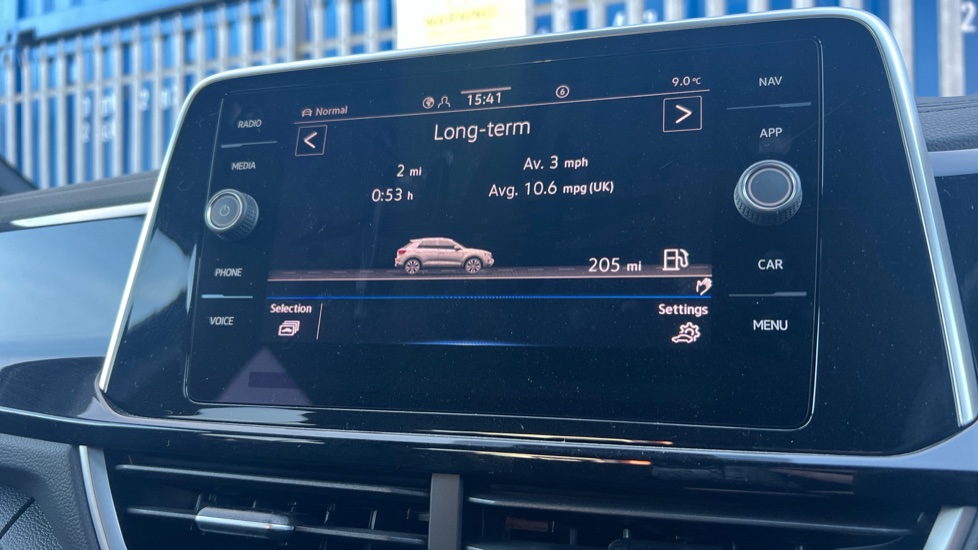 9.0°C
NAV
Normal
15:41
6
RADIO
Long-term
APP
MEDIA
2 mi
Av. 3 mph
0:53 h
Avg. 10.6 mpg (UK)
205 mi
CAR
PHONE
Selection
Settings
VOICE
MENU